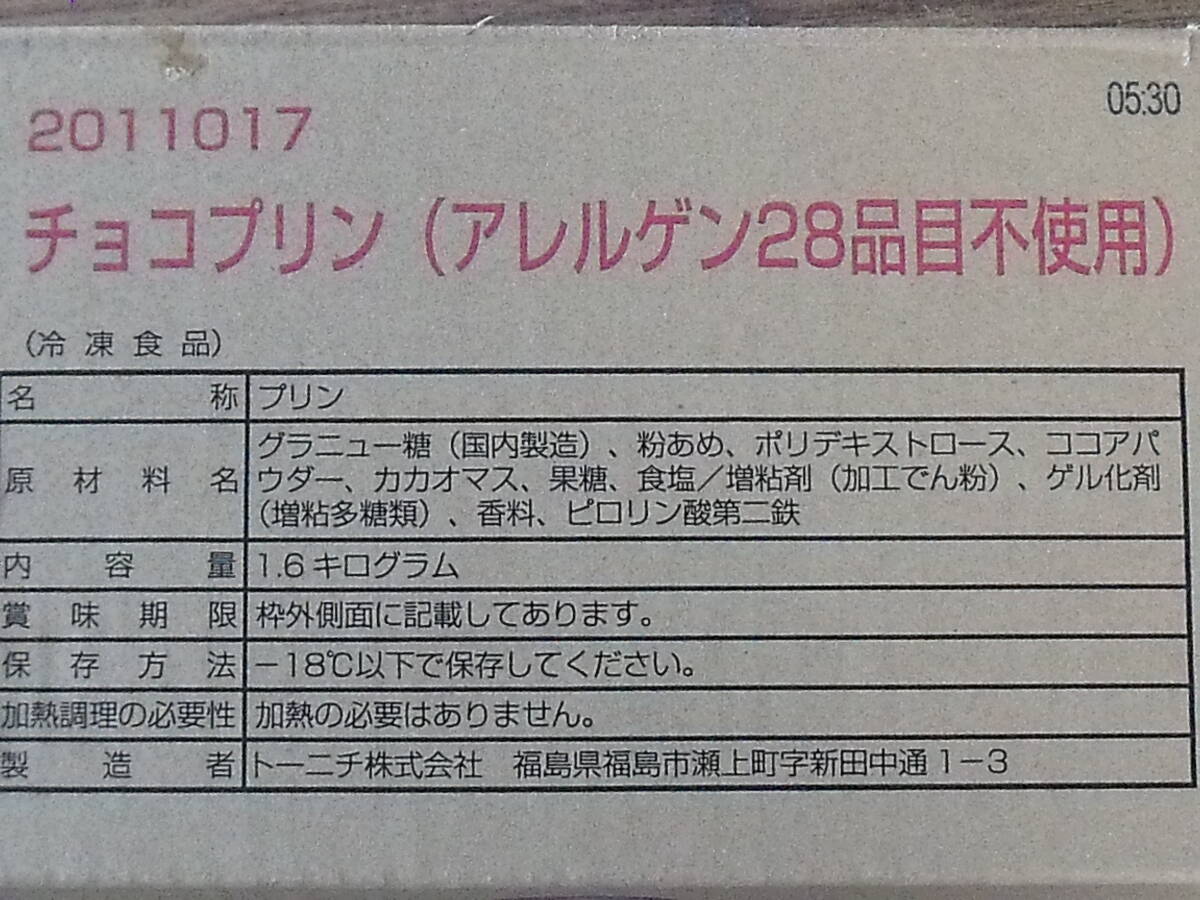 05:30
2011017
チョコプリン（アレルゲン28品目不使用）
（冷凍食品）
名称 プリン
原材料名 グラニュー糖（国内製造）、粉あめ、ポリデキストロース、ココアパ
ウダー、カカオマス、果糖、食塩／増粘剤（加工でん粉）、ゲル化剤
（増粘多糖類）、香料、ピロリン酸第二鉄
内容量 1.6キログラム
賞味期限 枠外側面に記載してあります。
保存方法 －18℃以下で保存してください。
加熱調理の必要性 加熱の必要はありません。
製造者 トーニチ株式会社　福島県福島市瀬上町字新田中通1－3